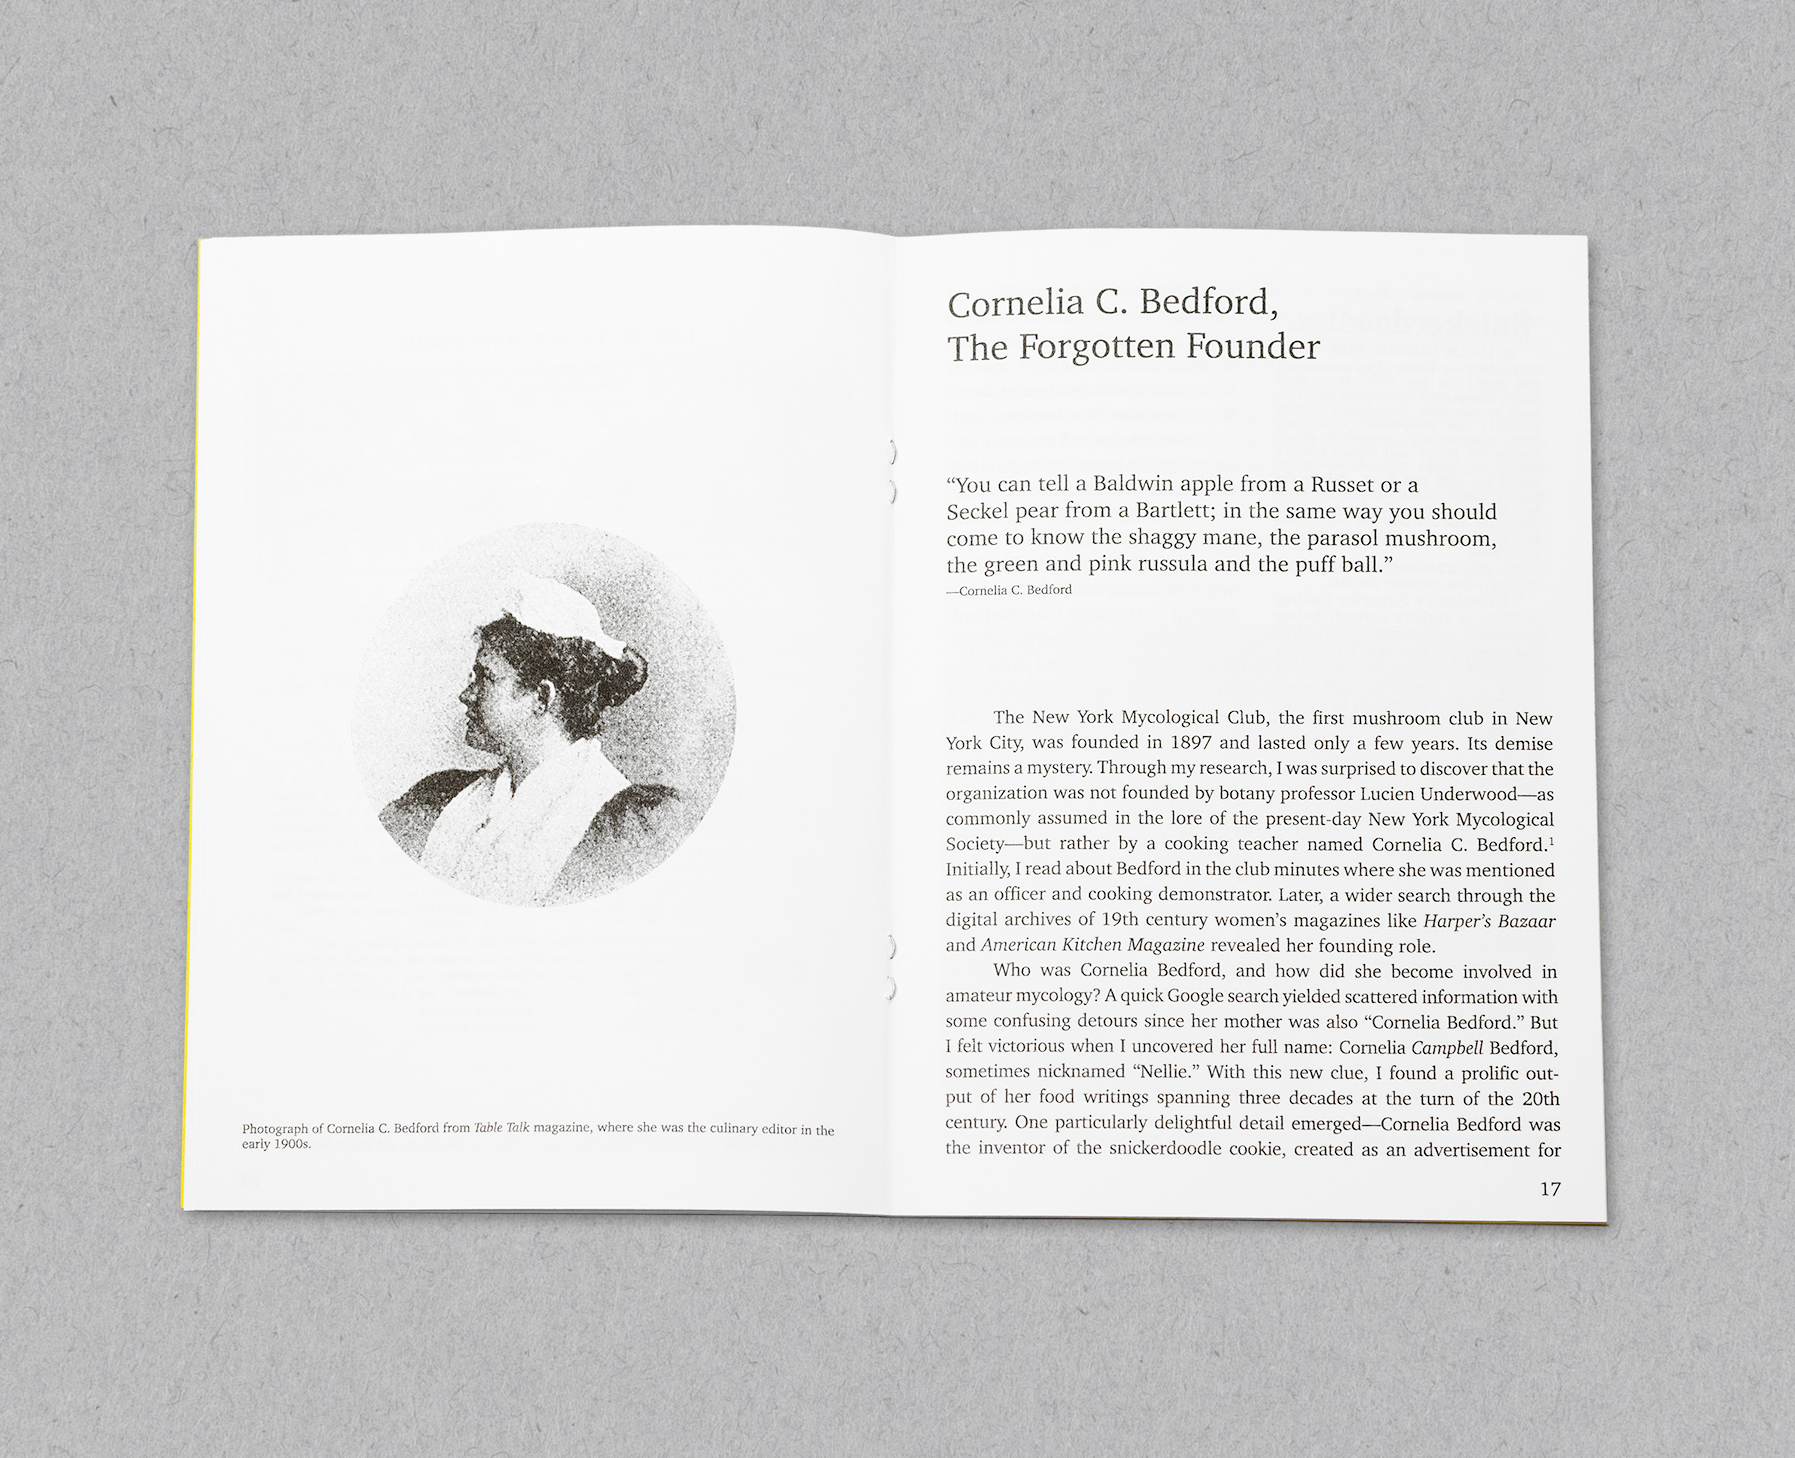 Photograph of Cornelia C. Bedford from Table Talk magazine, where she was the culinary editor in the
early 1900s.
Cornelia C. Bedford,
The Forgotten Founder
“You can tell a Baldwin apple from a Russet or a
Seckel pear from a Bartlett; in the same way you should
come to know the shaggy mane, the parasol mushroom,
the green and pink russula and the puff ball.”
—Cornelia C. Bedford
The New York Mycological Club, the first mushroom club in New
York City, was founded in 1897 and lasted only a few years. Its demise
remains a mystery. Through my research, I was surprised to discover that the
organization was not founded by botany professor Lucien Underwood—as
commonly assumed in the lore of the present-day New York Mycological
Society—but rather by a cooking teacher named Cornelia C. Bedford.¹
Initially, I read about Bedford in the club minutes where she was mentioned
as an officer and cooking demonstrator. Later, a wider search through the
digital archives of 19th century women’s magazines like Harper’s Bazaar
and American Kitchen Magazine revealed her founding role.
Who was Cornelia Bedford, and how did she become involved in
amateur mycology? A quick Google search yielded scattered information with
some confusing detours since her mother was also “Cornelia Bedford.” But
I felt victorious when I uncovered her full name: Cornelia Campbell Bedford,
sometimes nicknamed “Nellie.” With this new clue, I found a prolific out-
put of her food writings spanning three decades at the turn of the 20th
century. One particularly delightful detail emerged—Cornelia Bedford was
the inventor of the snickerdoodle cookie, created as an advertisement for
17